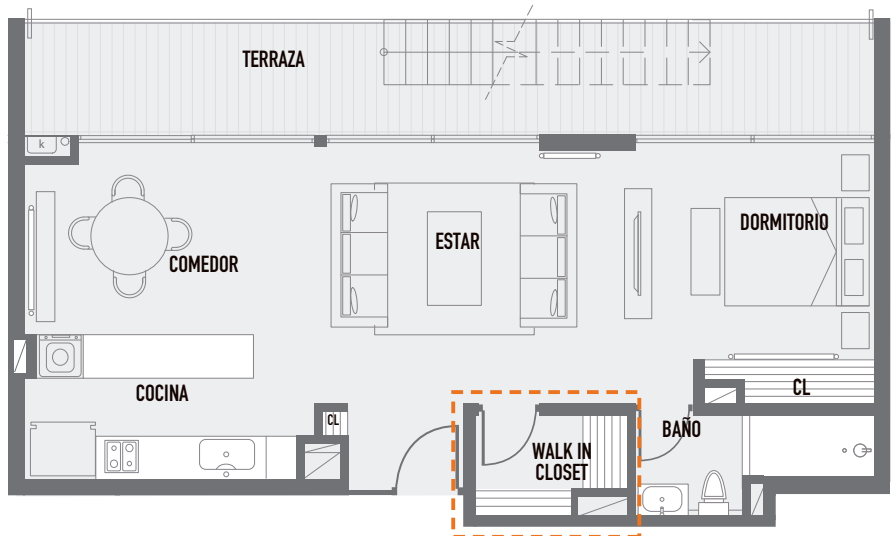 TERRAZA
k
DORMITORIO
ESTAR
COMEDOR
COCINA
CL
CL
BAÑO
WALK IN
CLOSET